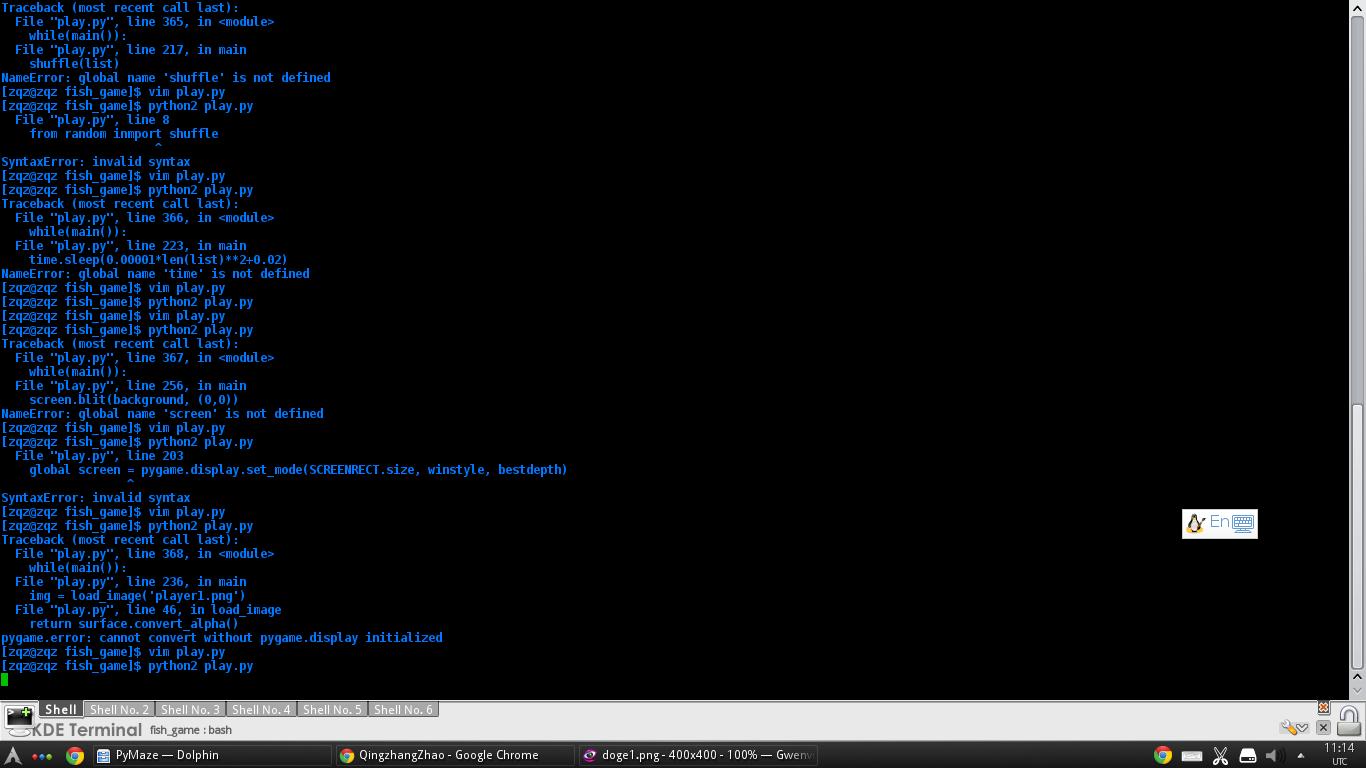 Traceback (most recent call last):
  File "play.py", line 365, in <module>
    while(main()):
  File "play.py", line 217, in main
    shuffle(list)
NameError: global name 'shuffle' is not defined
[zqz@zqz fish_game]$ vim play.py
[zqz@zqz fish_game]$ python2 play.py
  File "play.py", line 8
    from random inmport shuffle
                      ^
SyntaxError: invalid syntax
[zqz@zqz fish_game]$ vim play.py
[zqz@zqz fish_game]$ python2 play.py
Traceback (most recent call last):
  File "play.py", line 366, in <module>
    while(main()):
  File "play.py", line 223, in main
    time.sleep(0.00001*len(list)**2+0.02)
NameError: global name 'time' is not defined
[zqz@zqz fish_game]$ vim play.py
[zqz@zqz fish_game]$ python2 play.py
[zqz@zqz fish_game]$ vim play.py
[zqz@zqz fish_game]$ python2 play.py
Traceback (most recent call last):
  File "play.py", line 367, in <module>
    while(main()):
  File "play.py", line 256, in main
    screen.blit(background, (0,0))
NameError: global name 'screen' is not defined
[zqz@zqz fish_game]$ vim play.py
[zqz@zqz fish_game]$ python2 play.py
  File "play.py", line 203
    global screen = pygame.display.set_mode(SCREENRECT.size, winstyle, bestdepth)
                  ^
SyntaxError: invalid syntax
[zqz@zqz fish_game]$ vim play.py
[zqz@zqz fish_game]$ python2 play.py
Traceback (most recent call last):
  File "play.py", line 368, in <module>
    while(main()):
  File "play.py", line 236, in main
    img = load_image('player1.png')
  File "play.py", line 46, in load_image
    return surface.convert_alpha()
pygame.error: cannot convert without pygame.display initialized
[zqz@zqz fish_game]$ vim play.py
[zqz@zqz fish_game]$ python2 play.py
En
Shell Shell No. 2 Shell No. 3 Shell No. 4 Shell No. 5 Shell No. 6
KDE Terminal fish_game : bash
PyMaze — Dolphin QingzhangZhao - Google Chrome doge1.png - 400x400 - 100% — Gwenv 11:14
UTC